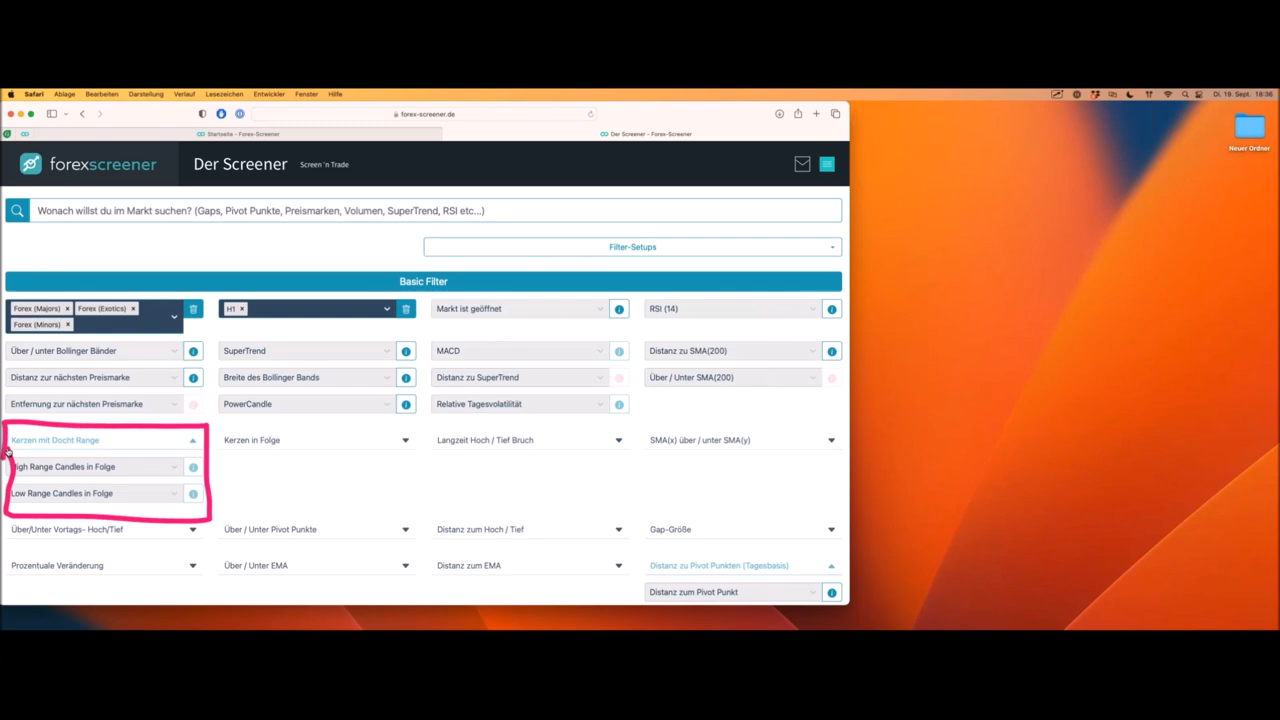 Safari Ablage Bearbeiten Darstellung Verlauf Lesezeichen Entwickler Fenster Hilfe Di. 19. Sept. 18:36
forex-screener.de
Startseite - Forex-Screener Der Screener - Forex-Screener
Neuer Ordner
forexscreener Der Screener Screen 'n Trade
Wonach willst du im Markt suchen? (Gaps, Pivot Punkte, Preismarken, Volumen, SuperTrend, RSI etc...)
Filter-Setups
Basic Filter
Forex (Majors) × Forex (Exotics) × H1 × Markt ist geöffnet RSI (14)
Forex (Minors) ×
Über / unter Bollinger Bänder SuperTrend MACD Distanz zu SMA(200)
Distanz zur nächsten Preismarke Breite des Bollinger Bands Distanz zu SuperTrend Über / Unter SMA(200)
Entfernung zur nächsten Preismarke PowerCandle Relative Tagesvolatilität
Kerzen mit Docht Range Kerzen in Folge Langzeit Hoch / Tief Bruch SMA(x) über / unter SMA(y)
High Range Candles in Folge
Low Range Candles in Folge
Über/Unter Vortags- Hoch/Tief Über / Unter Pivot Punkte Distanz zum Hoch / Tief Gap-Größe
Prozentuale Veränderung Über / Unter EMA Distanz zum EMA Distanz zu Pivot Punkten (Tagesbasis)
Distanz zum Pivot Punkt